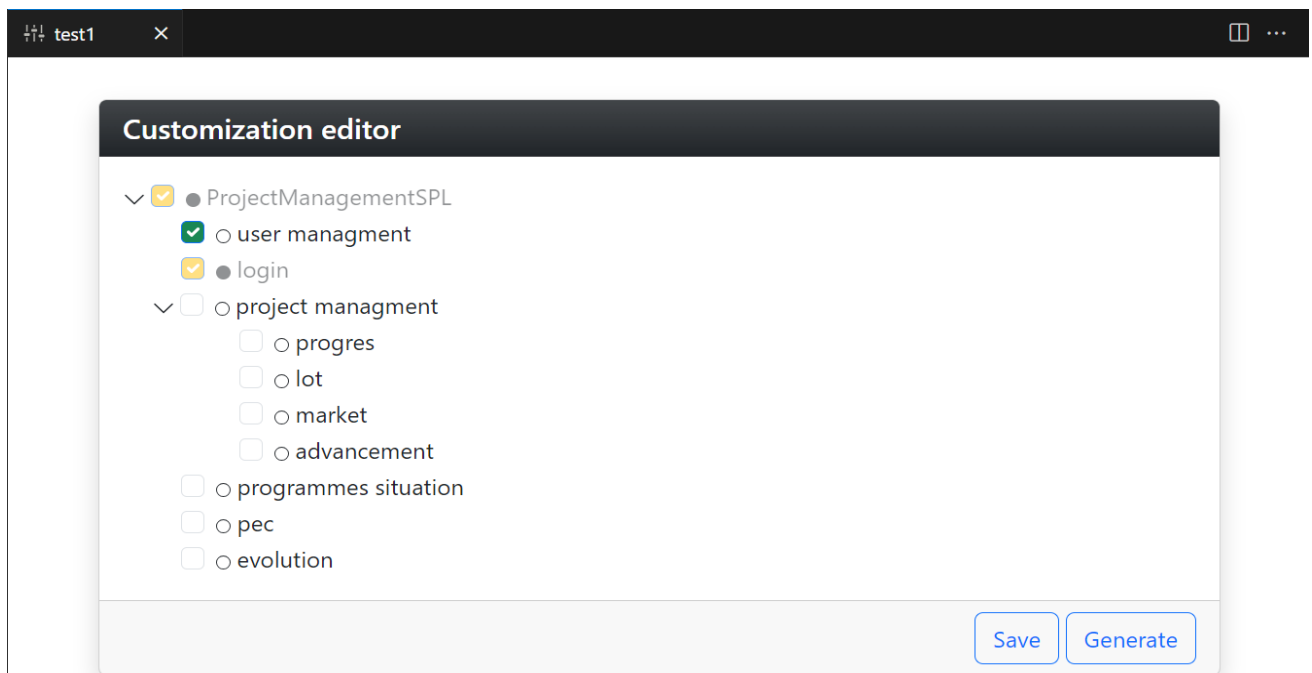 test1
Customization editor
ProjectManagementSPL
user managment
login
project managment
progres
lot
market
advancement
programmes situation
pec
evolution
Save Generate